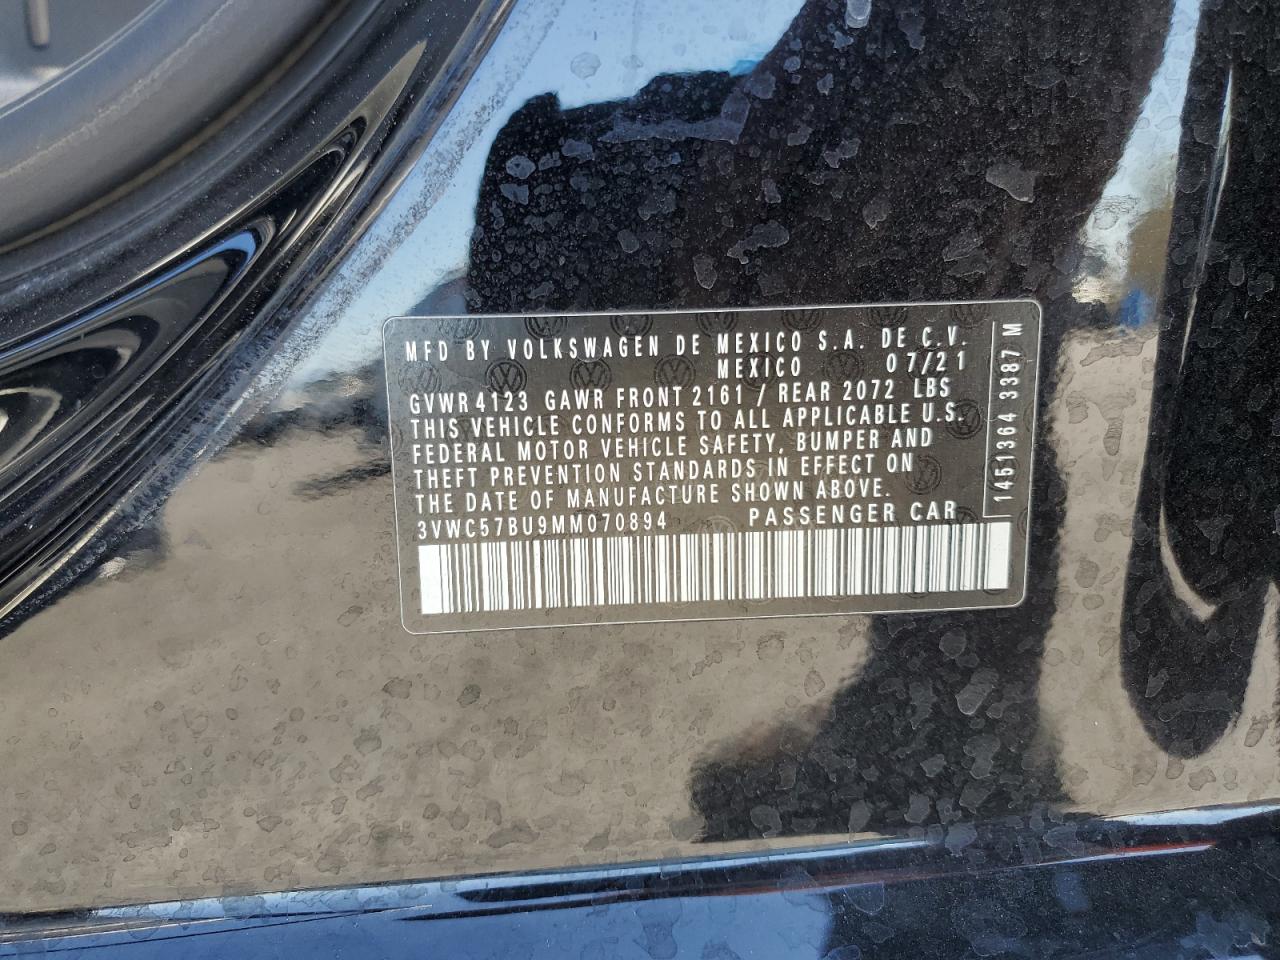 MFD BY VOLKSWAGEN DE MEXICO S.A. DE C.V.
MEXICO 07/21
GVWR 4123 GAWR FRONT 2161 / REAR 2072 LBS
THIS VEHICLE CONFORMS TO ALL APPLICABLE U.S.
FEDERAL MOTOR VEHICLE SAFETY, BUMPER AND
THEFT PREVENTION STANDARDS IN EFFECT ON
THE DATE OF MANUFACTURE SHOWN ABOVE.
3VWC57BU9MM070894 PASSENGER CAR
1451364 3387 M